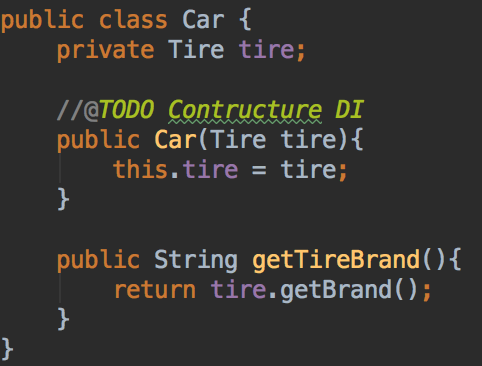 public class Car {
    private Tire tire;

    //@TODO Contructure DI
    public Car(Tire tire){
        this.tire = tire;
    }

    public String getTireBrand(){
        return tire.getBrand();
    }
}